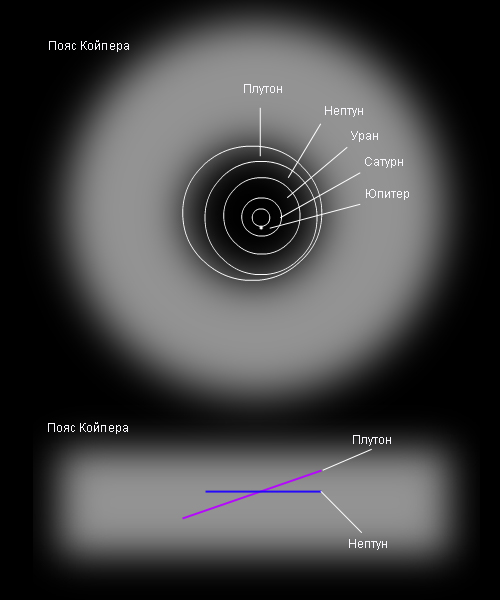 Пояс Койпера
Плутон
Нептун
Уран
Сатурн
Юпитер
Пояс Койпера
Плутон
Нептун